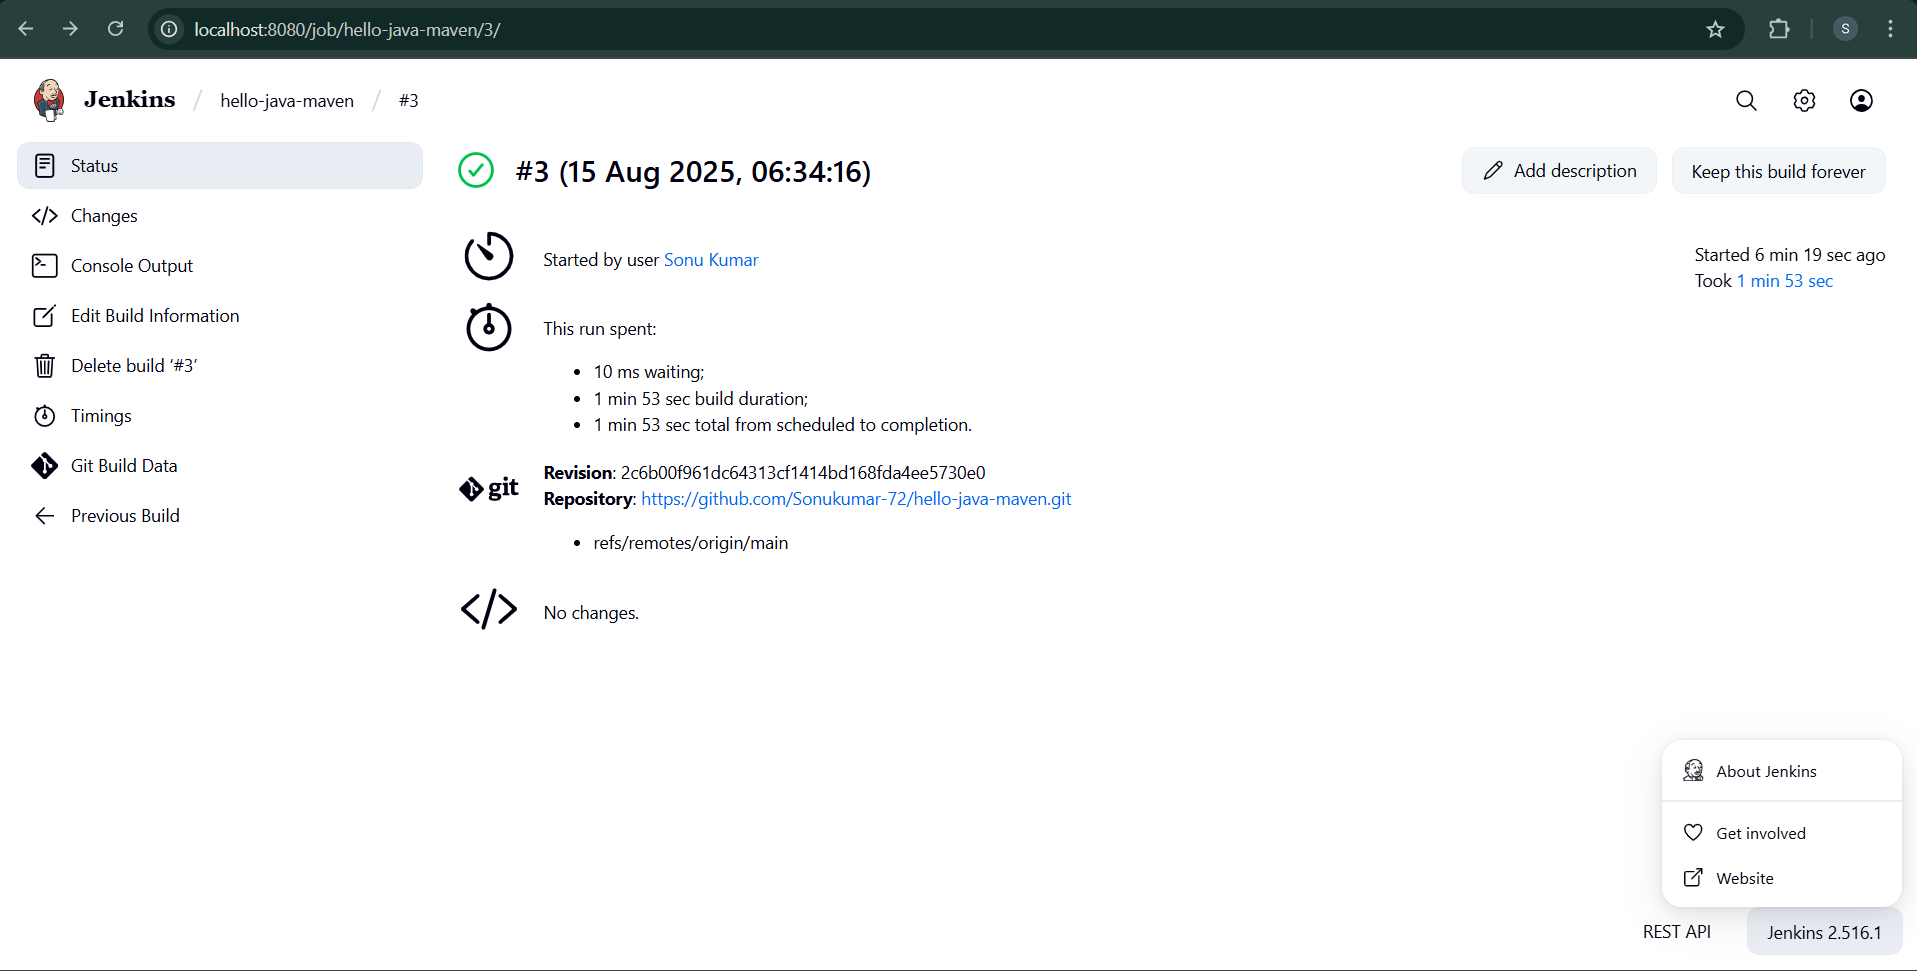 localhost:8080/job/hello-java-maven/3/
S
Jenkins / hello-java-maven / #3
Status
Changes
Console Output
Edit Build Information
Delete build ‘#3’
Timings
Git Build Data
Previous Build
#3 (15 Aug 2025, 06:34:16)
Add description
Keep this build forever
Started by user Sonu Kumar
Started 6 min 19 sec ago
Took 1 min 53 sec
This run spent:
• 10 ms waiting;
• 1 min 53 sec build duration;
• 1 min 53 sec total from scheduled to completion.
git
Revision: 2c6b00f961dc64313cf1414bd168fda4ee5730e0
Repository: https://github.com/Sonukumar-72/hello-java-maven.git
• refs/remotes/origin/main
No changes.
About Jenkins
Get involved
Website
REST API
Jenkins 2.516.1